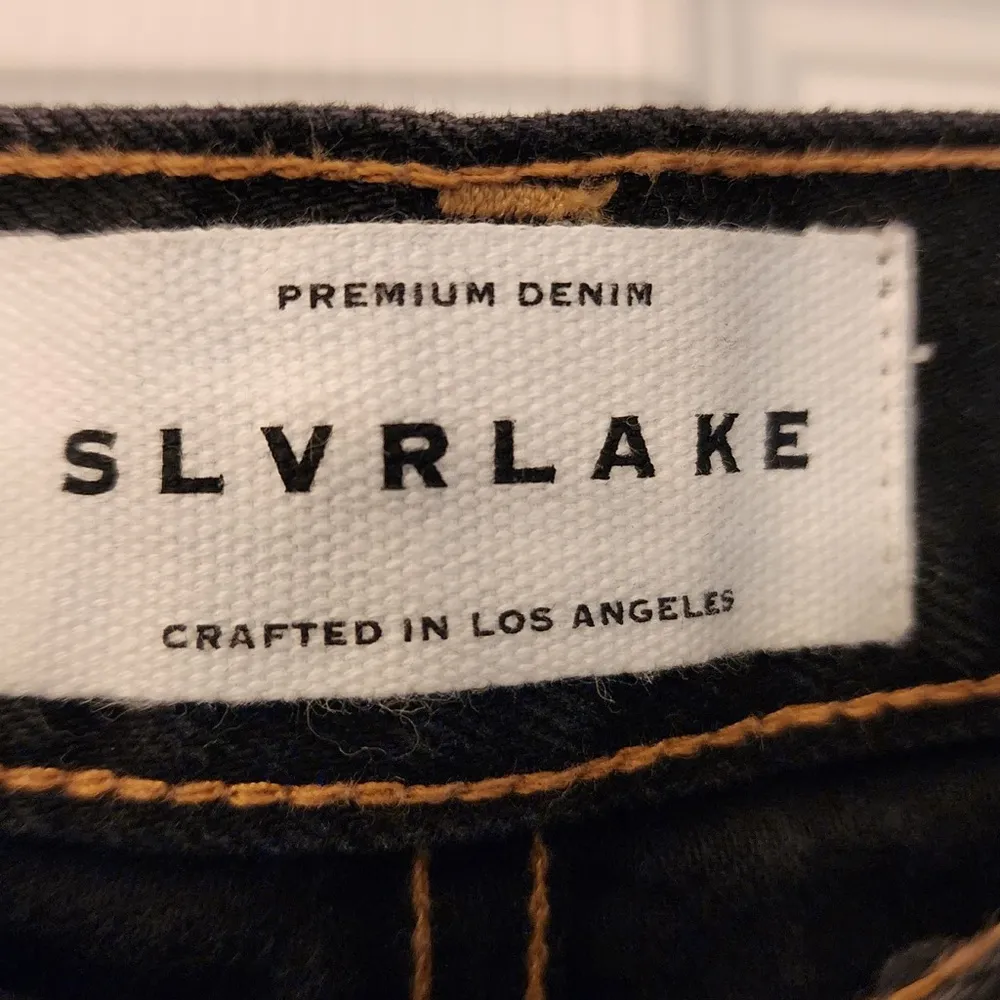 PREMIUM DENIM
SLVRLAKE
CRAFTED IN LOS ANGELES